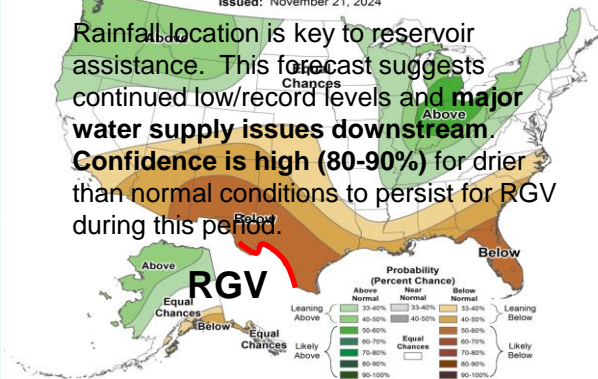 Issued: November 21, 2024
Rainfall location is key to reservoir
assistance. This forecast suggests
continued low/record levels and major
water supply issues downstream.
Confidence is high (80-90%) for drier
than normal conditions to persist for RGV
during this period.
Above
Equal
Chances
Above
Below
Below
RGV
Above
Equal
Chances
Below
Equal
Chances
Probability
(Percent Chance)
Above Normal
Near Normal
Below Normal
Leaning Above
33-40%
33-40%
33-40%
Leaning Below
40-50%
40-50%
40-50%
Likely Above
50-60%
Equal Chances
50-60%
Likely Below
60-70%
60-70%
70-80%
70-80%
80-90%
80-90%
90-100%
90-100%